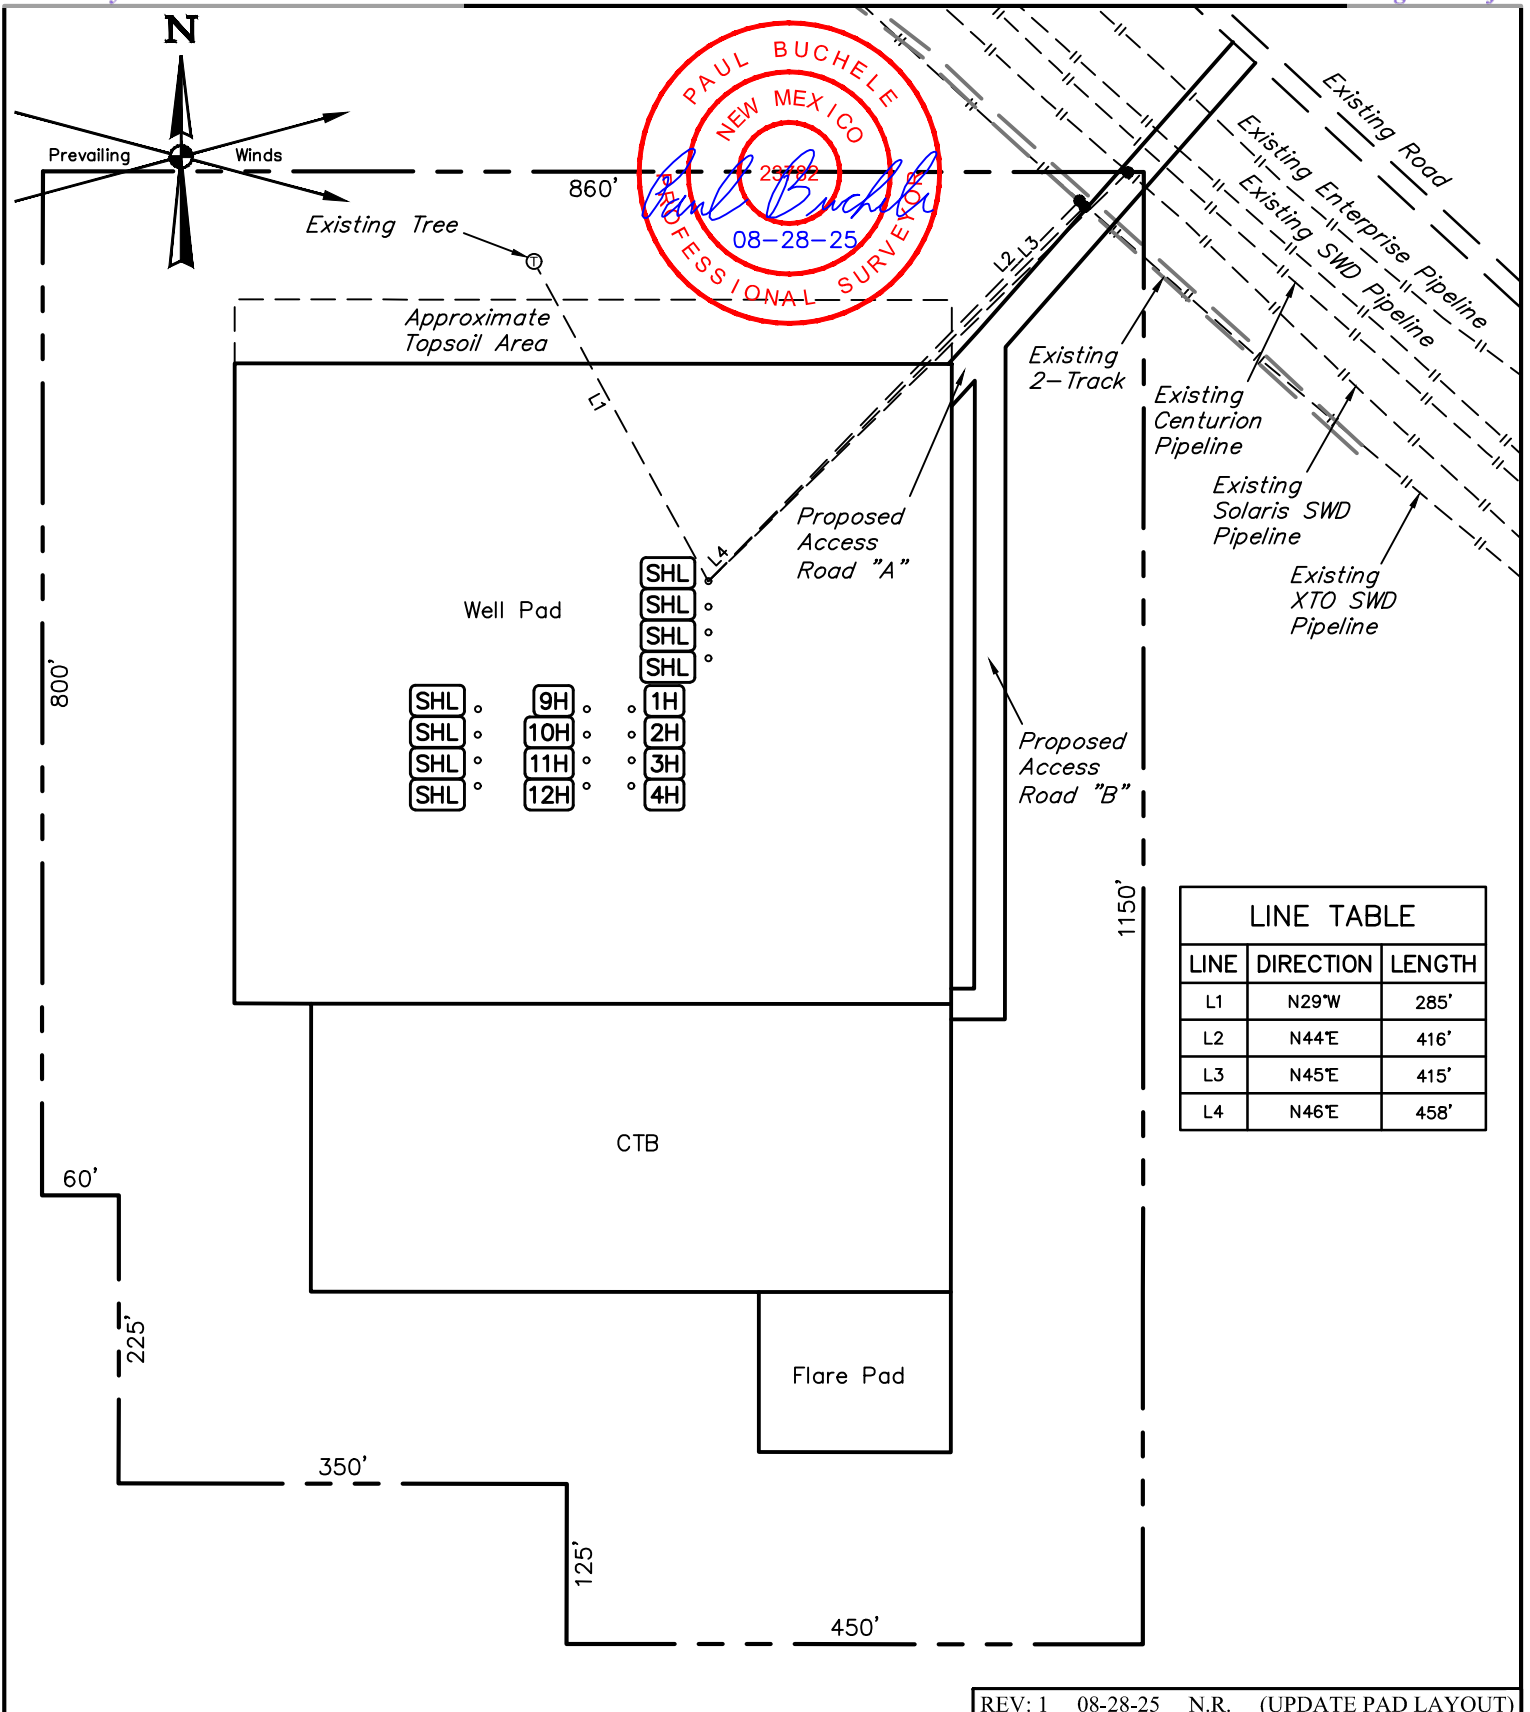 N
Prevailing Winds
PAUL BUCHELE
NEW MEXICO
23782
PROFESSIONAL SURVEYOR
Paul Buchele
08-28-25
860'
Existing Tree
T
Approximate
Topsoil Area
L1
L2 L3
L4
Existing Road
Existing Enterprise Pipeline
Existing SWD Pipeline
Existing
2-Track
Existing
Centurion
Pipeline
Existing
Solaris SWD
Pipeline
Existing
XTO SWD
Pipeline
Proposed
Access
Road "A"
Proposed
Access
Road "B"
Well Pad
SHL
SHL
SHL
SHL
SHL 9H 1H
SHL 10H 2H
SHL 11H 3H
SHL 12H 4H
800'
1150'
LINE TABLE
LINE DIRECTION LENGTH
L1 N29°W 285'
L2 N44°E 416'
L3 N45°E 415'
L4 N46°E 458'
CTB
60'
225'
Flare Pad
350'
125'
450'
REV: 1 08-28-25 N.R. (UPDATE PAD LAYOUT)